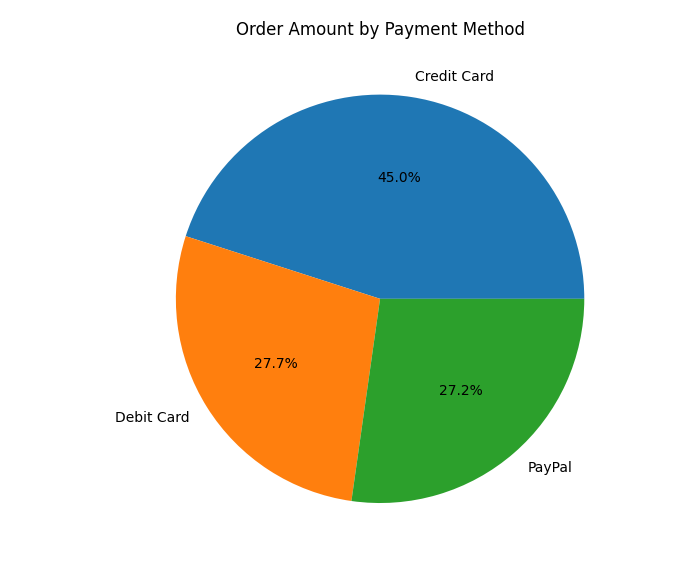 Order Amount by Payment Method
Credit Card
45.0%
27.7%
27.2%
Debit Card
PayPal